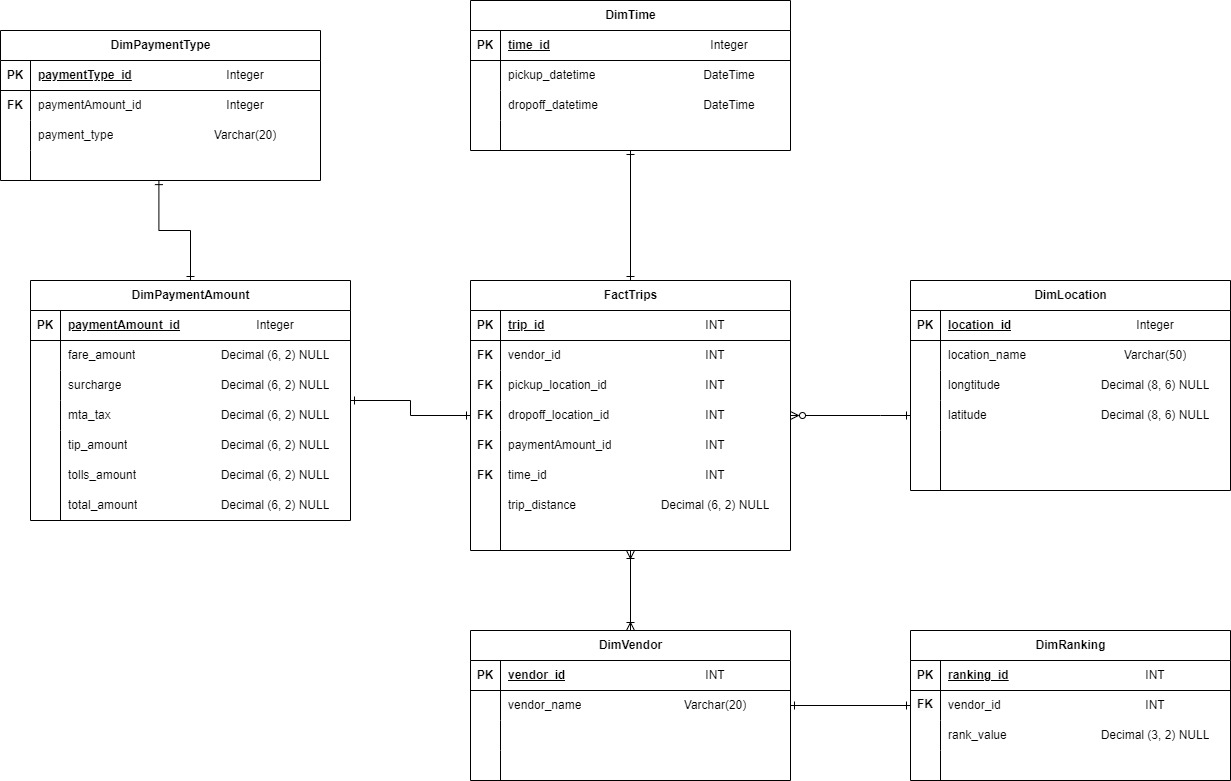 DimPaymentType
PK paymentType_id Integer
FK paymentAmount_id Integer
payment_type Varchar(20)
DimTime
PK time_id Integer
pickup_datetime DateTime
dropoff_datetime DateTime
DimPaymentAmount
PK paymentAmount_id Integer
fare_amount Decimal (6, 2) NULL
surcharge Decimal (6, 2) NULL
mta_tax Decimal (6, 2) NULL
tip_amount Decimal (6, 2) NULL
tolls_amount Decimal (6, 2) NULL
total_amount Decimal (6, 2) NULL
FactTrips
PK trip_id INT
FK vendor_id INT
FK pickup_location_id INT
FK dropoff_location_id INT
FK paymentAmount_id INT
FK time_id INT
trip_distance Decimal (6, 2) NULL
DimLocation
PK location_id Integer
location_name Varchar(50)
longtitude Decimal (8, 6) NULL
latitude Decimal (8, 6) NULL
DimVendor
PK vendor_id INT
vendor_name Varchar(20)
DimRanking
PK ranking_id INT
FK vendor_id INT
rank_value Decimal (3, 2) NULL